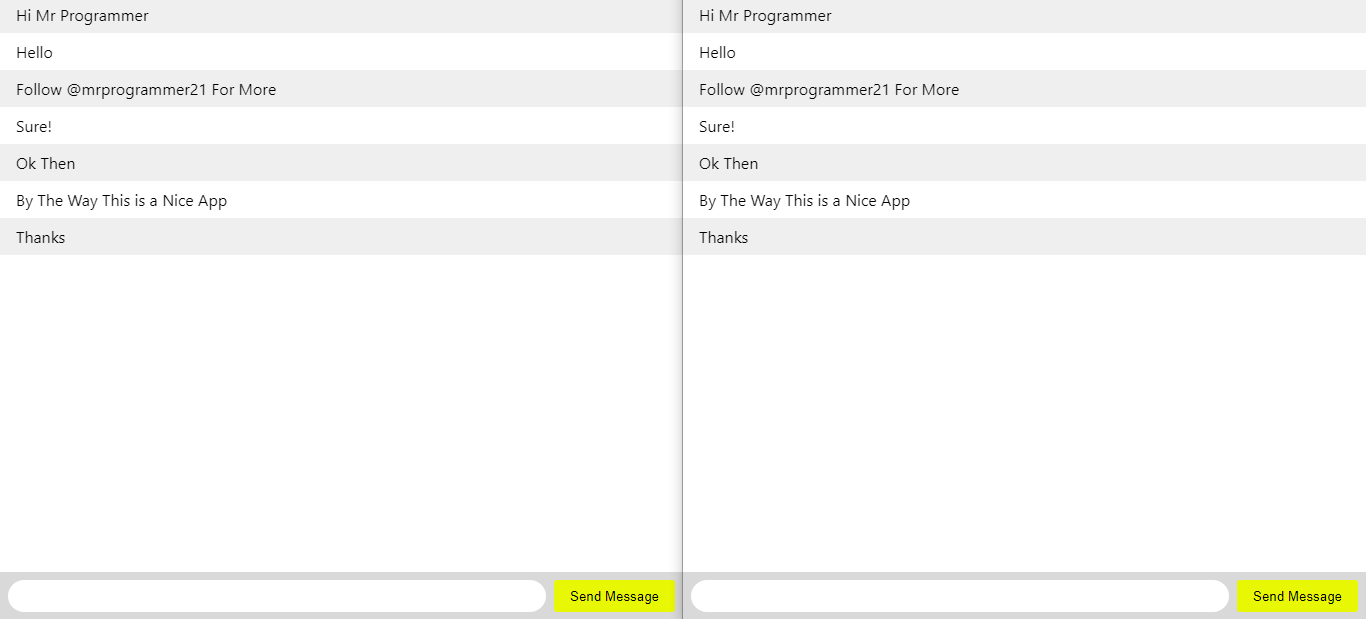 Hi Mr Programmer
Hello
Follow @mrprogrammer21 For More
Sure!
Ok Then
By The Way This is a Nice App
Thanks
Send Message
Hi Mr Programmer
Hello
Follow @mrprogrammer21 For More
Sure!
Ok Then
By The Way This is a Nice App
Thanks
Send Message